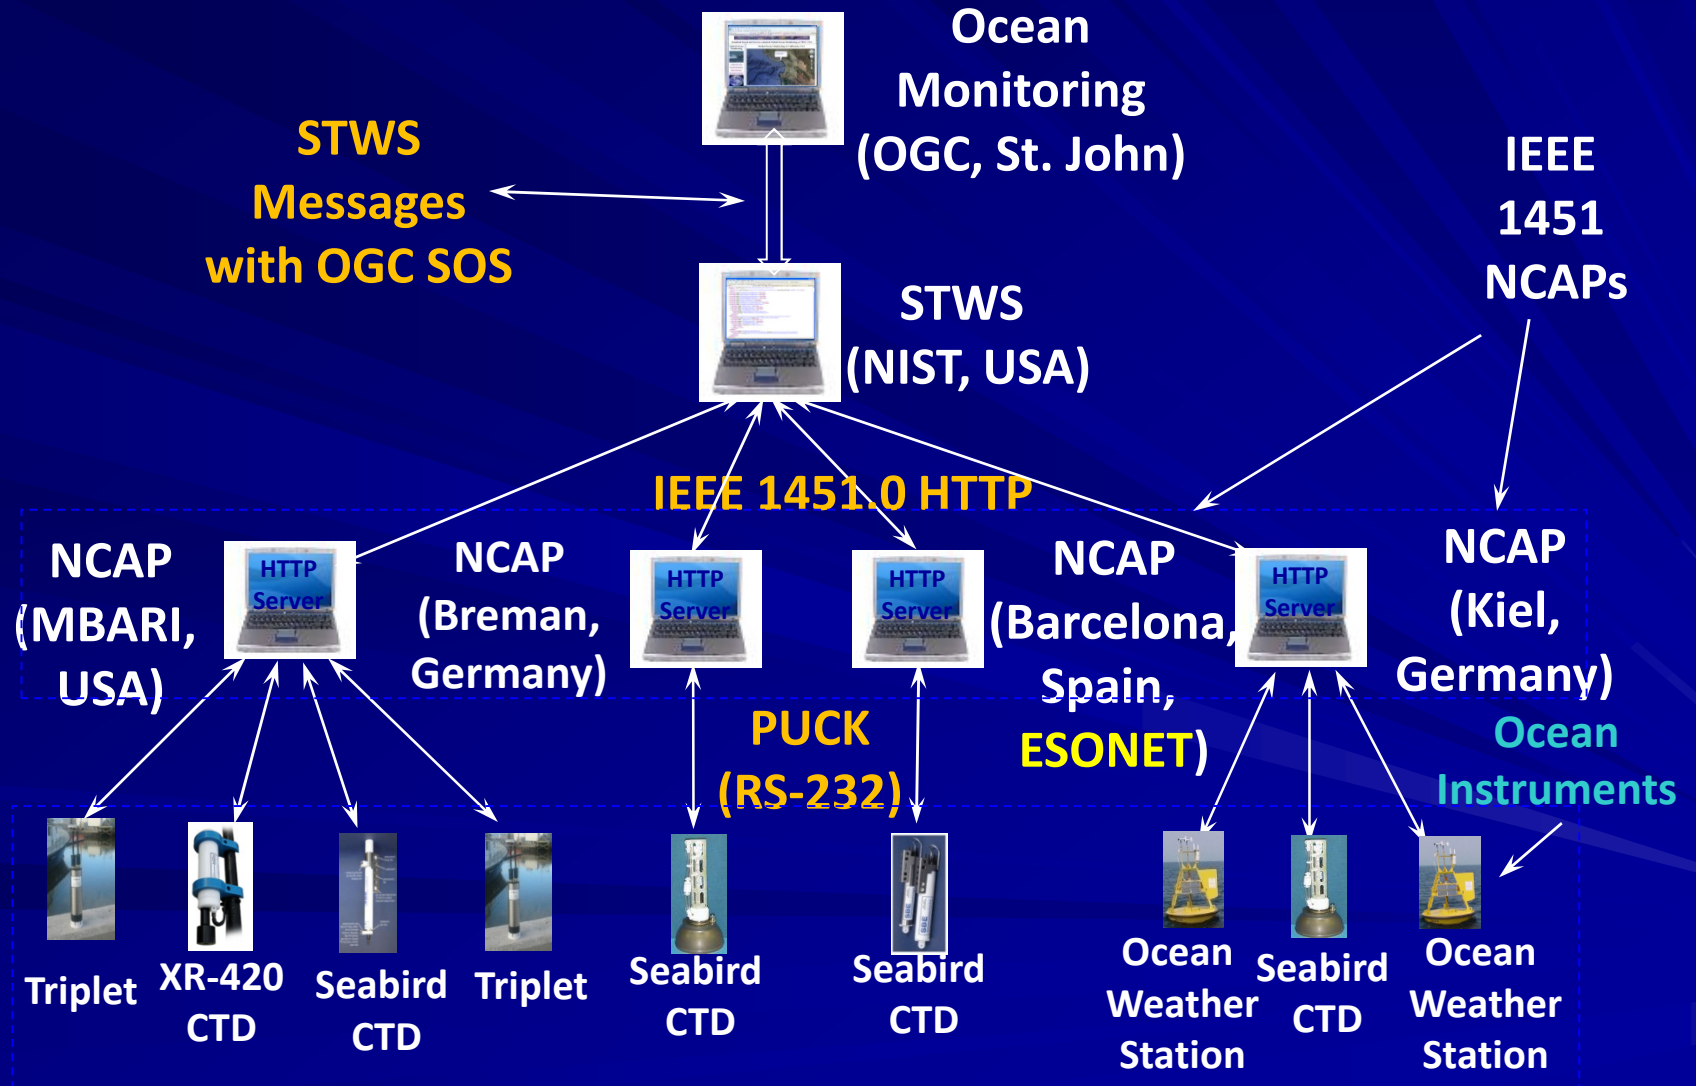 Ocean
Monitoring
(OGC, St. John)
STWS
Messages
with OGC SOS
IEEE
1451
NCAPs
STWS
(NIST, USA)
IEEE 1451.0 HTTP
NCAP
(MBARI,
USA)
HTTP
Server
NCAP
(Breman,
Germany)
HTTP
Server
HTTP
Server
NCAP
(Barcelona,
Spain,
ESONET)
HTTP
Server
NCAP
(Kiel,
Germany)
PUCK
(RS-232)
Ocean
Instruments
Triplet
XR-420
CTD
Seabird
CTD
Triplet
Seabird
CTD
SBE
Seabird
CTD
Ocean
Weather
Station
Seabird
CTD
Ocean
Weather
Station